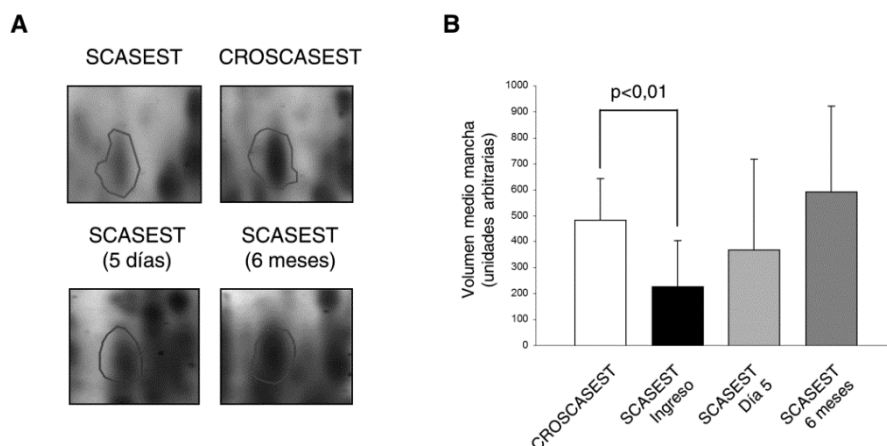 A
SCASEST
CROSCASEST
SCASEST
(5 días)
SCASEST
(6 meses)
B
p<0,01
Volumen medio mancha
(unidades arbitrarias)
1000
900
800
700
600
500
400
300
200
100
0
CROSCASEST
SCASEST
Ingreso
SCASEST
Día 5
SCASEST
6 meses